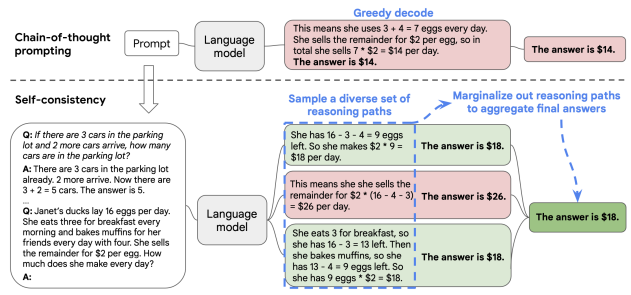 Greedy decode
Chain-of-thought
prompting
Prompt
Language
model
This means she uses 3 + 4 = 7 eggs every day.
She sells the remainder for $2 per egg, so in
total she sells 7 * $2 = $14 per day.
The answer is $14.
The answer is $14.
Self-consistency
Sample a diverse set of
reasoning paths
Marginalize out reasoning paths
to aggregate final answers
Q: If there are 3 cars in the parking
lot and 2 more cars arrive, how many
cars are in the parking lot?
A: There are 3 cars in the parking lot
already. 2 more arrive. Now there are
3 + 2 = 5 cars. The answer is 5.
...
Q: Janet's ducks lay 16 eggs per day.
She eats three for breakfast every
morning and bakes muffins for her
friends every day with four. She sells
the remainder for $2 per egg. How
much does she make every day?
A:
Language
model
She has 16 - 3 - 4 = 9 eggs
left. So she makes $2 * 9 =
$18 per day.
The answer is $18.
This means she she sells the
remainder for $2 * (16 - 4 - 3)
= $26 per day.
The answer is $26.
She eats 3 for breakfast, so
she has 16 - 3 = 13 left. Then
she bakes muffins, so she
has 13 - 4 = 9 eggs left. So
she has 9 eggs * $2 = $18.
The answer is $18.
The answer is $18.